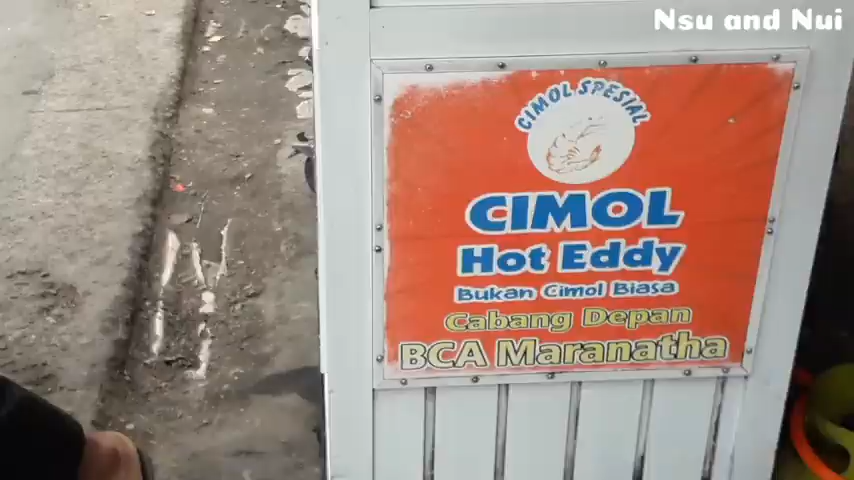 Nsu and Nui
CIMOL SPESIAL
CIMOL
Hot Eddy
Bukan Cimol Biasa
Cabang Depan
BCA Maranatha